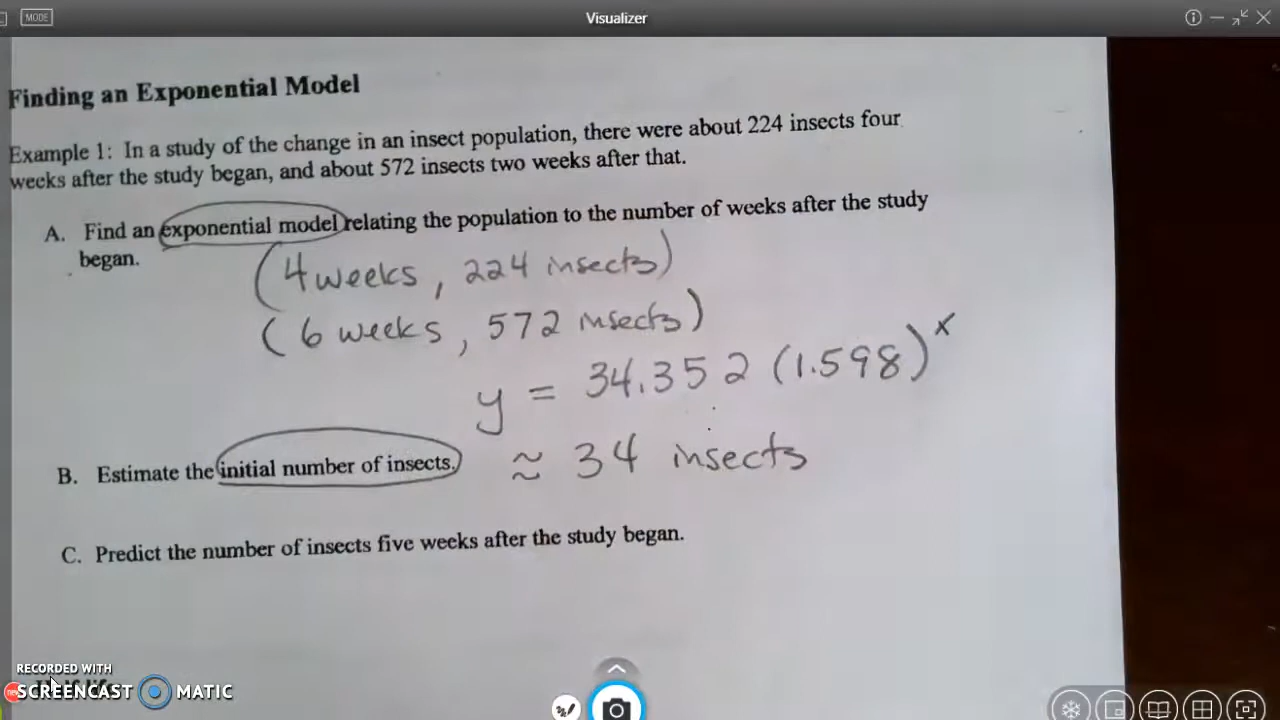 MODE
Visualizer
Finding an Exponential Model
Example 1: In a study of the change in an insect population, there were about 224 insects four
weeks after the study began, and about 572 insects two weeks after that.
A. Find an exponential model relating the population to the number of weeks after the study
began.
(4 weeks, 224 insects)
(6 weeks, 572 insects)
y = 34.352 (1.598)^x
B. Estimate the initial number of insects. ≈ 34 insects
C. Predict the number of insects five weeks after the study began.
RECORDED WITH
SCREENCAST MATIC